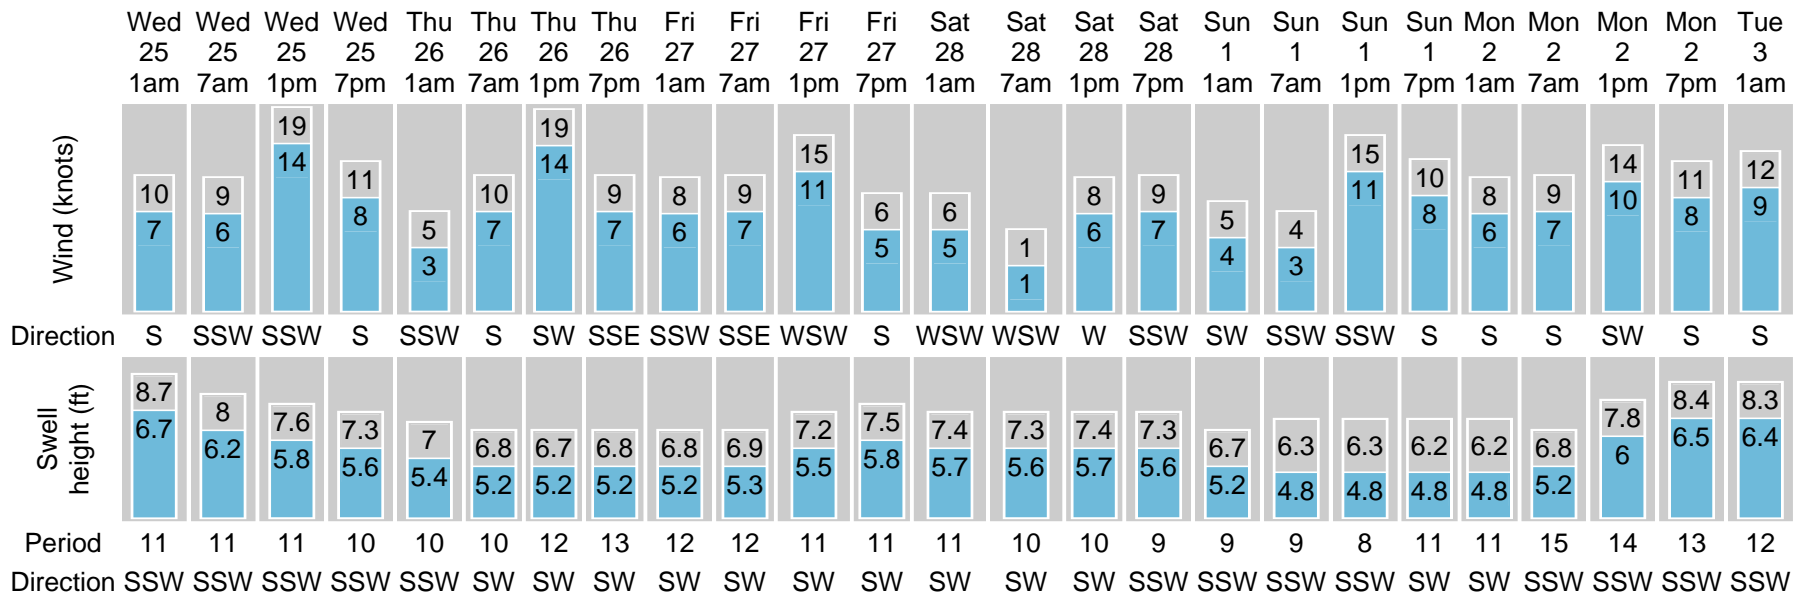 Wed Wed Wed Wed Thu Thu Thu Thu Fri Fri Fri Fri Sat Sat Sat Sat Sun Sun Sun Sun Mon Mon Mon Mon Tue
25 25 25 25 26 26 26 26 27 27 27 27 28 28 28 28 1 1 1 1 2 2 2 2 3
1am 7am 1pm 7pm 1am 7am 1pm 7pm 1am 7am 1pm 7pm 1am 7am 1pm 7pm 1am 7am 1pm 7pm 1am 7am 1pm 7pm 1am
Wind (knots)
10 9 19 11 5 10 19 9 8 9 15 6 6 1 8 9 5 4 15 10 8 9 14 11 12
7 6 14 8 3 7 14 7 6 7 11 5 5 1 6 7 4 3 11 8 6 7 10 8 9
Direction S SSW SSW S SSW S SW SSE SSW SSE WSW S WSW WSW W SSW SW SSW SSW S S S SW S S
Swell
height (ft)
8.7 8 7.6 7.3 7 6.8 6.7 6.8 6.8 6.9 7.2 7.5 7.4 7.3 7.4 7.3 6.7 6.3 6.3 6.2 6.2 6.8 7.8 8.4 8.3
6.7 6.2 5.8 5.6 5.4 5.2 5.2 5.2 5.2 5.3 5.5 5.8 5.7 5.6 5.7 5.6 5.2 4.8 4.8 4.8 4.8 5.2 6 6.5 6.4
Period 11 11 11 10 10 10 12 13 12 12 11 11 11 10 10 9 9 9 8 11 11 15 14 13 12
Direction SSW SSW SSW SSW SSW SW SW SW SW SW SW SW SW SW SW SSW SSW SSW SSW SW SW SSW SSW SSW SSW